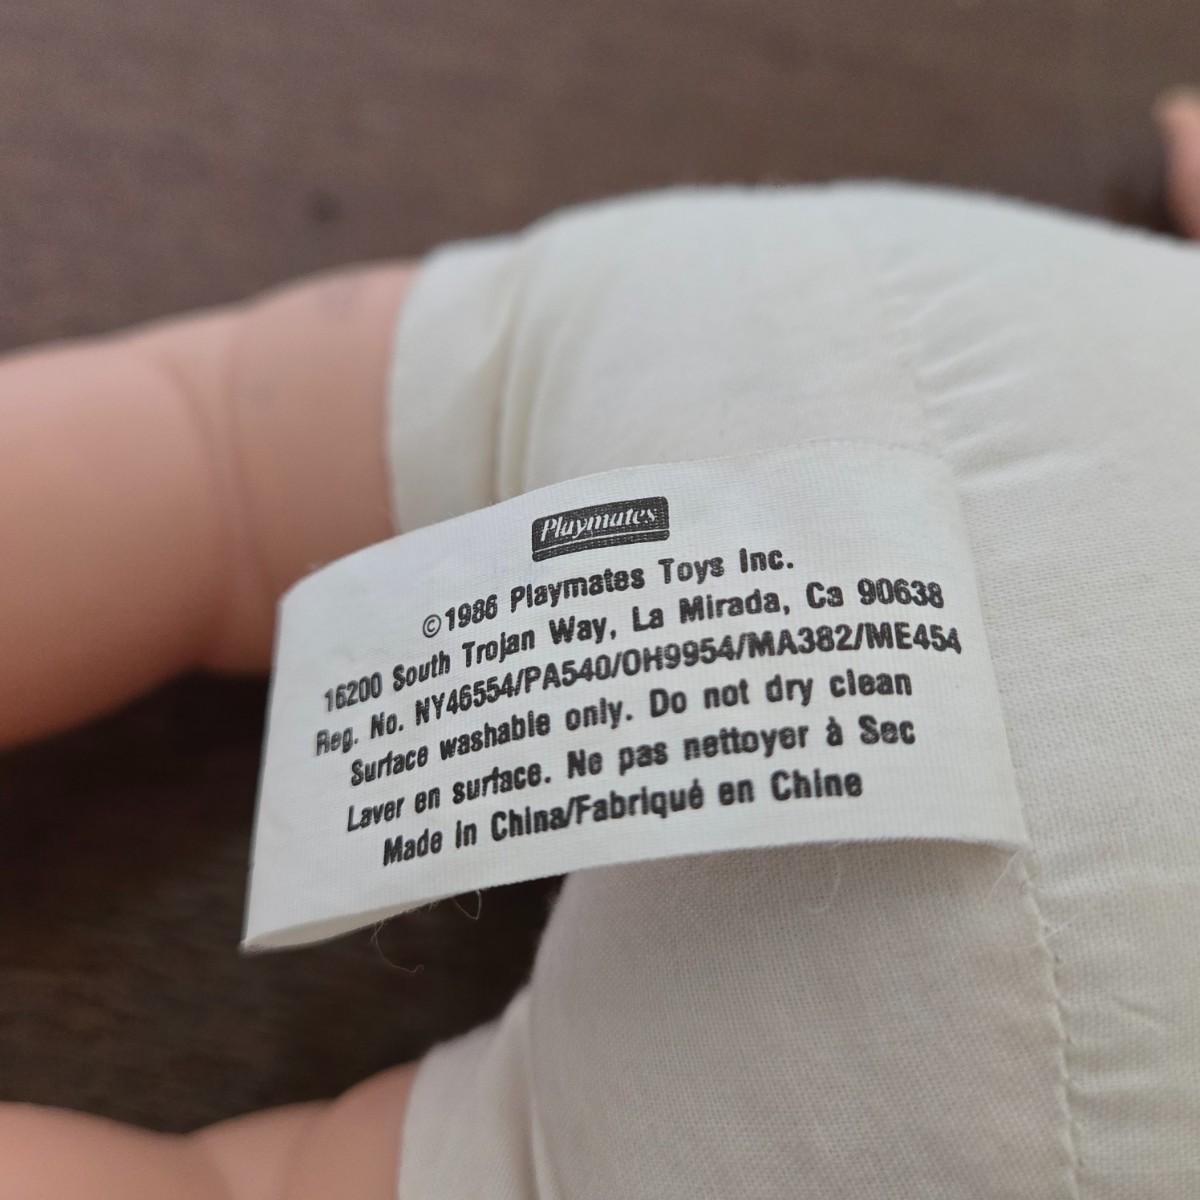 Playmates
©1986 Playmates Toys Inc.
16200 South Trojan Way, La Mirada, Ca 90638
Reg. No. NY46554/PA540/OH9954/MA382/ME454
Surface washable only. Do not dry clean
Laver en surface. Ne pas nettoyer à Sec
Made in China/Fabriqué en Chine